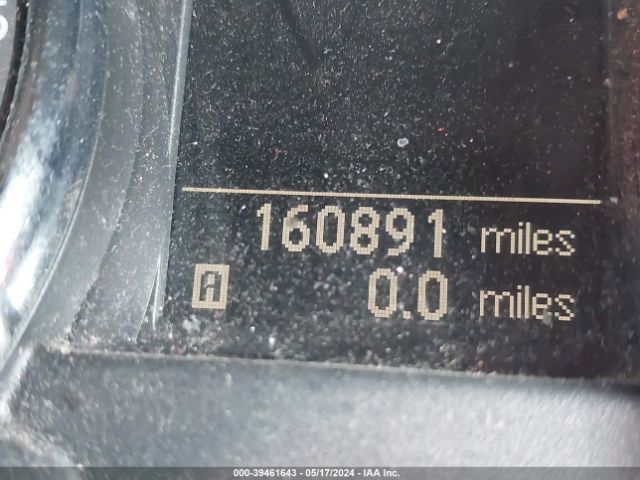 160891 miles
A 0.0 miles
000-39461643 - 05/17/2024 - IAA Inc.